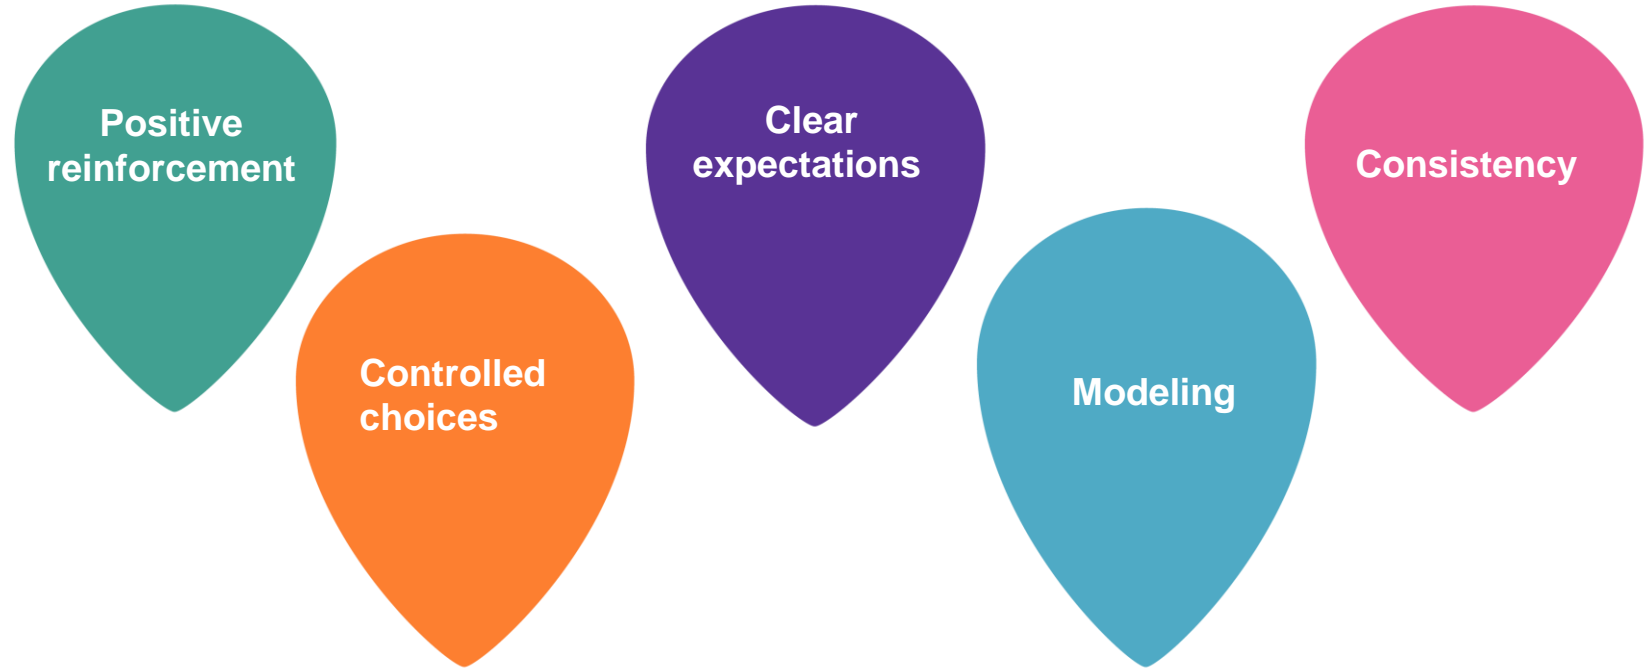 Positive
reinforcement
Controlled
choices
Clear
expectations
Modeling
Consistency